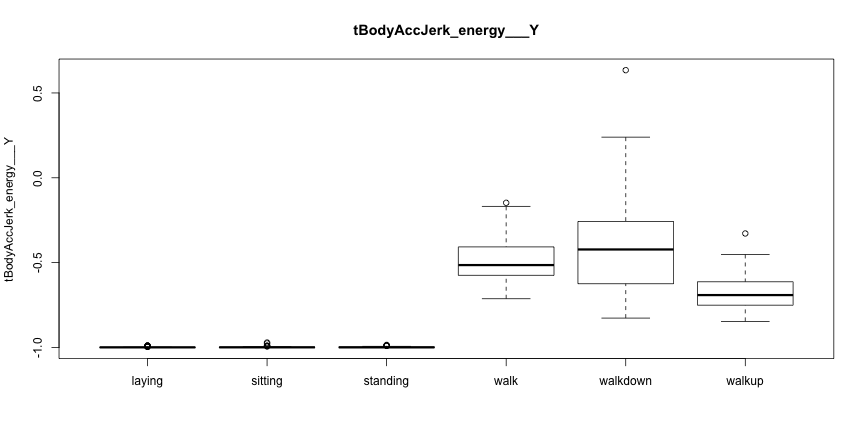 tBodyAccJerk_energy___Y
tBodyAccJerk_energy___Y
0.5
0.0
-0.5
-1.0
laying sitting standing walk walkdown walkup